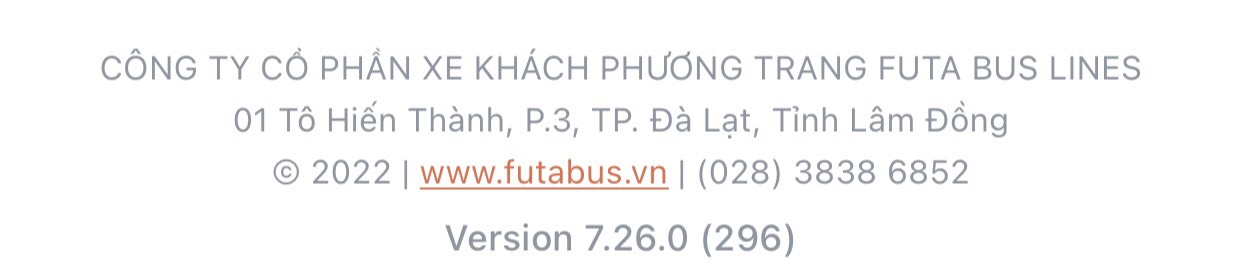 CÔNG TY CỔ PHẦN XE KHÁCH PHƯƠNG TRANG FUTA BUS LINES
01 Tô Hiến Thành, P.3, TP. Đà Lạt, Tỉnh Lâm Đồng
© 2022 | www.futabus.vn | (028) 3838 6852
Version 7.26.0 (296)